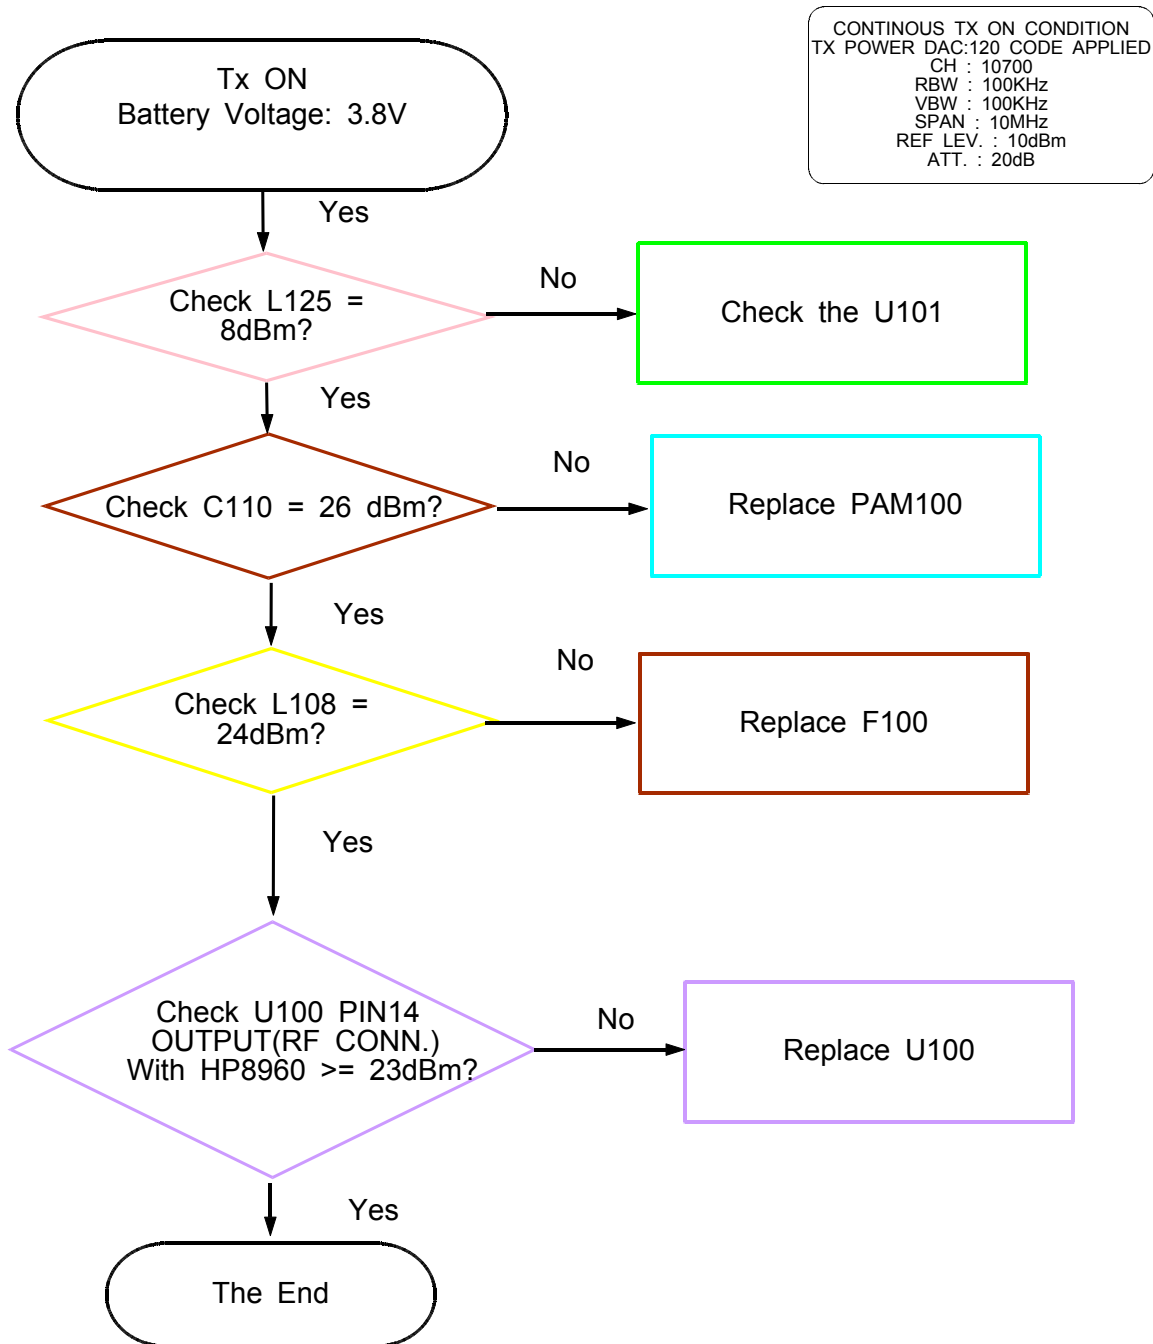 CONTINOUS TX ON CONDITION
TX POWER DAC:120 CODE APPLIED
CH : 10700
RBW : 100KHz
VBW : 100KHz
SPAN : 10MHz
REF LEV. : 10dBm
ATT. : 20dB
Tx ON
Battery Voltage: 3.8V
Yes
Check L125 =
8dBm?
No
Check the U101
Yes
Check C110 = 26 dBm?
No
Replace PAM100
Yes
Check L108 =
24dBm?
No
Replace F100
Yes
Check U100 PIN14
OUTPUT(RF CONN.)
With HP8960 >= 23dBm?
No
Replace U100
Yes
The End